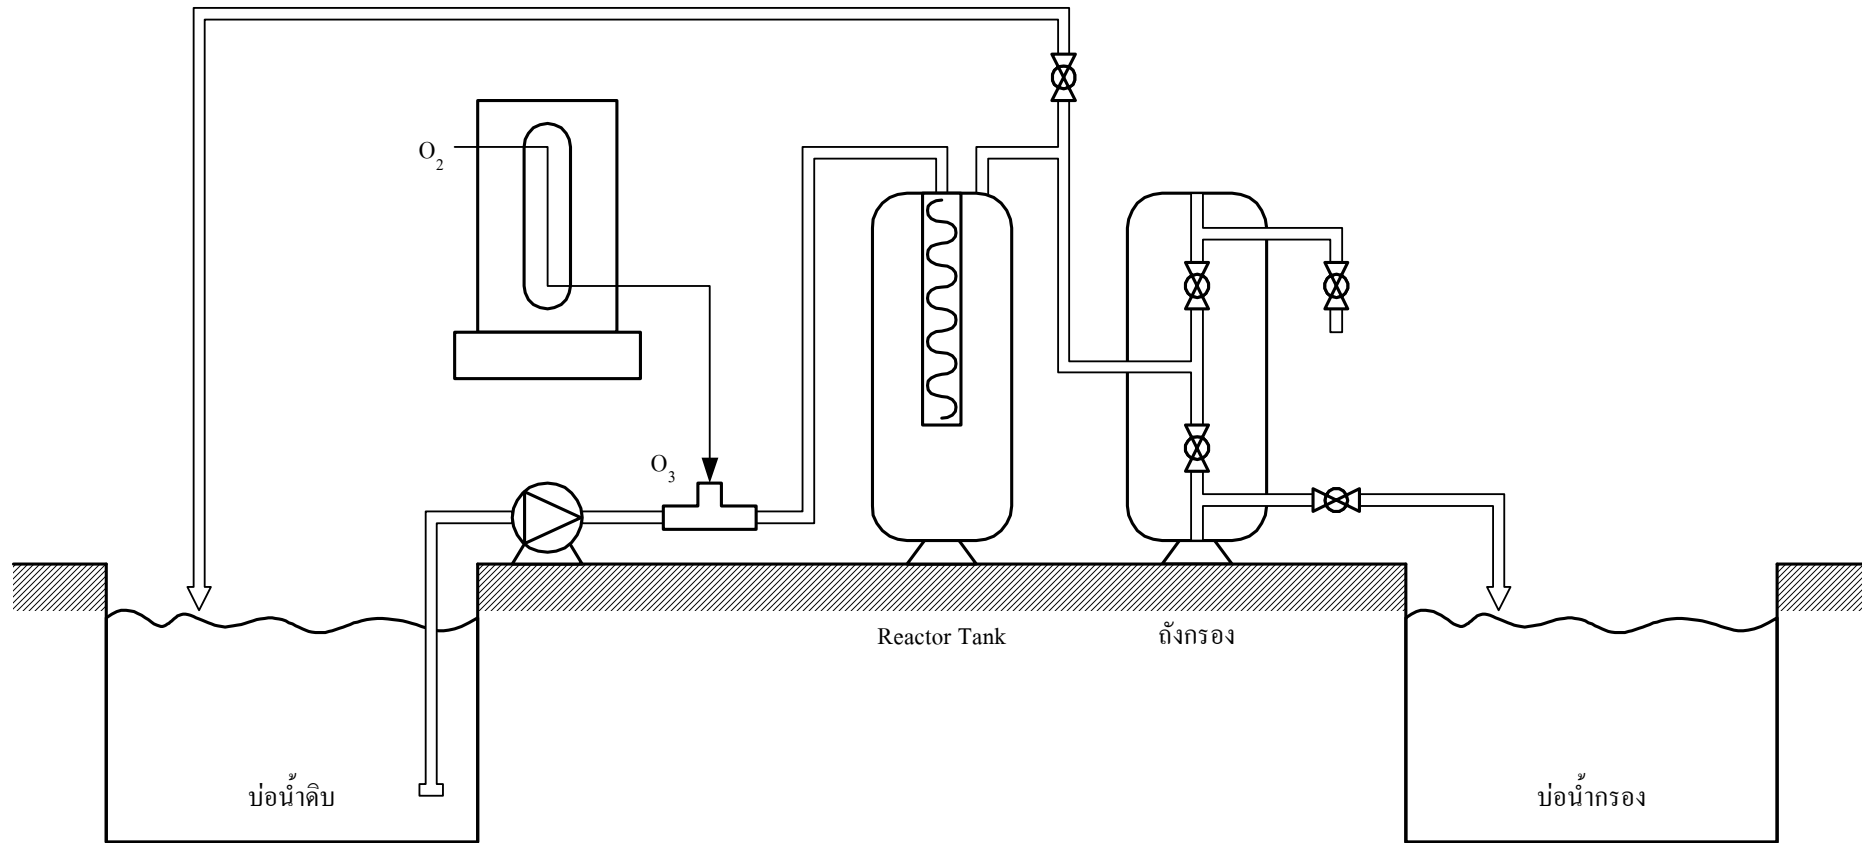 O₂
O₃
Reactor Tank
ถังกรอง
บ่อน้ำดิบ
บ่อน้ำกรอง